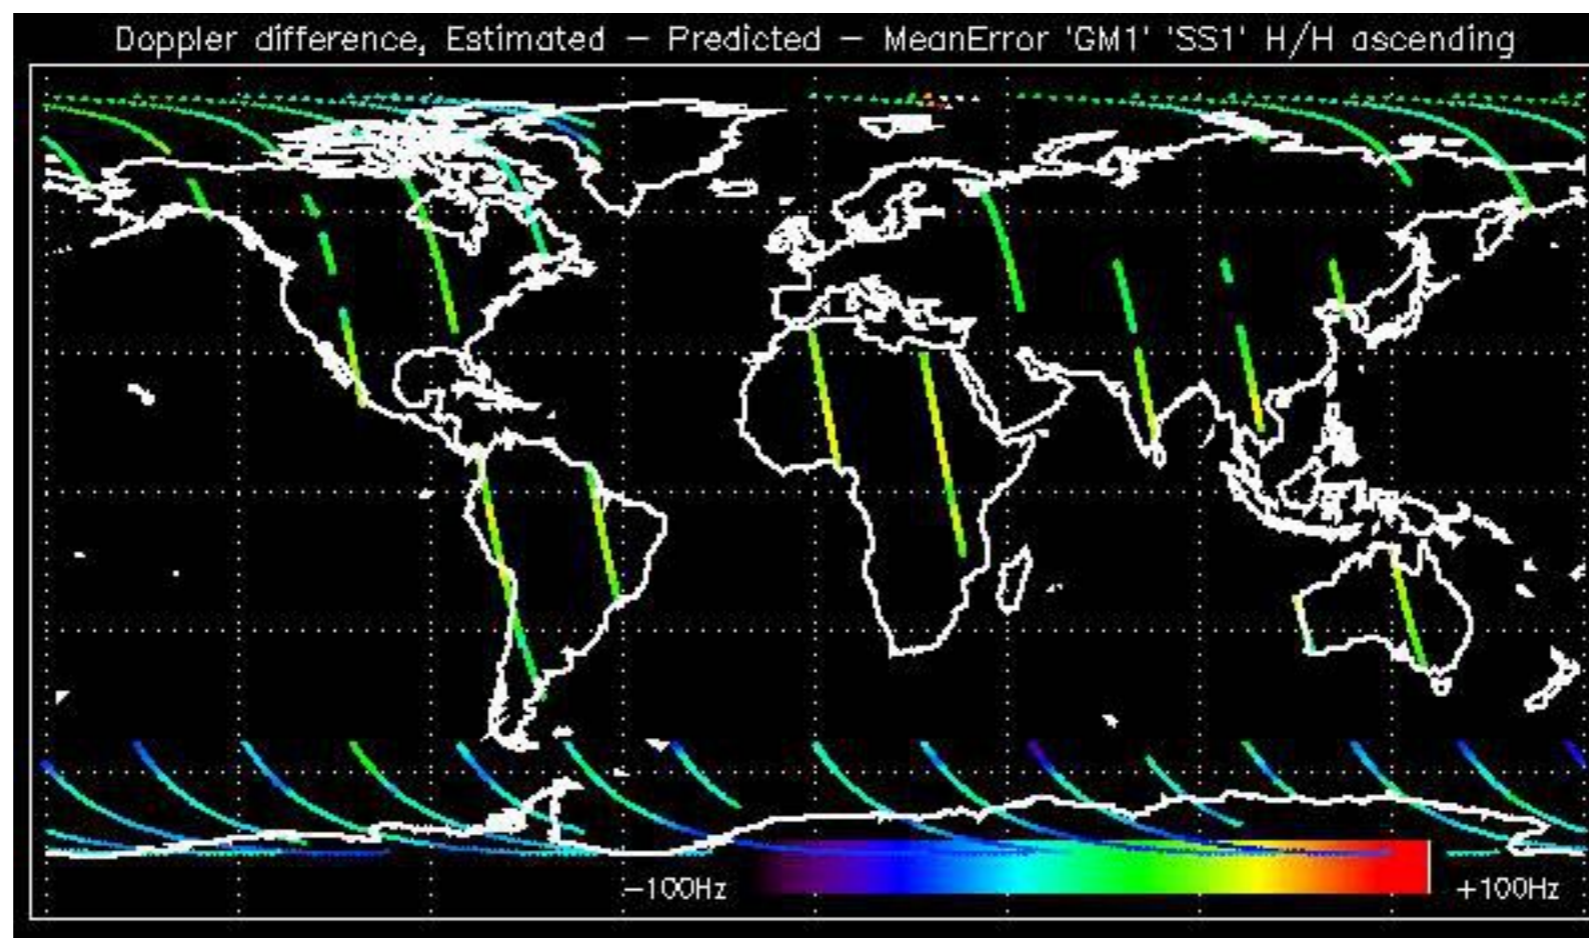 Doppler difference, Estimated – Predicted – MeanError 'GM1' 'SS1' H/H ascending
–100Hz
+100Hz